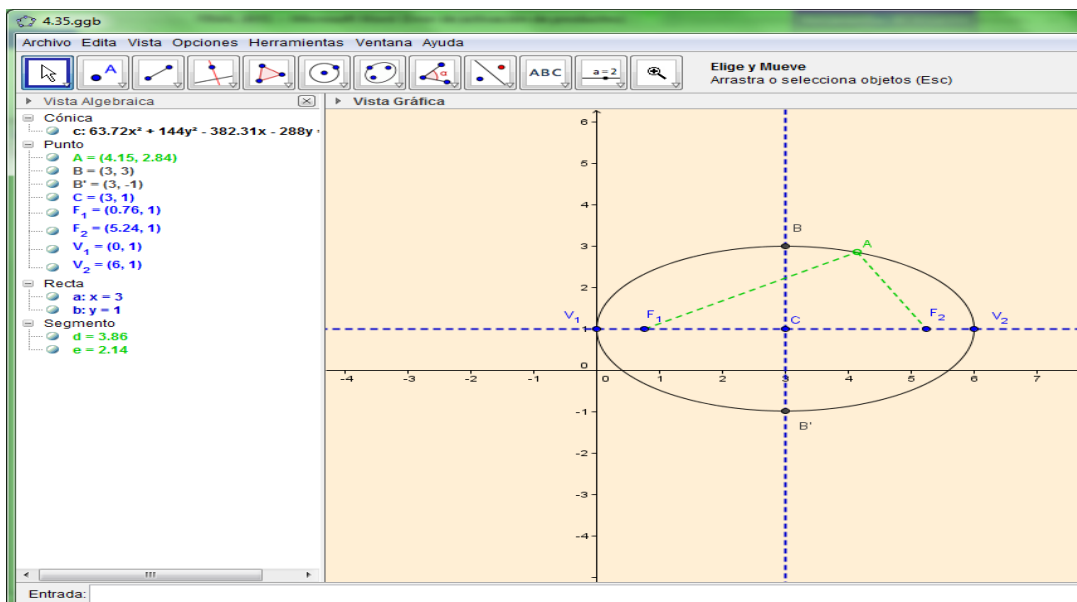 4.35.ggb
Archivo Edita Vista Opciones Herramientas Ventana Ayuda
A
α
ABC
a=2
Elige y Mueve
Arrastra o selecciona objetos (Esc)
Vista Algebraica
Vista Gráfica
Cónica
c: 63.72x² + 144y² - 382.31x - 288y
Punto
A = (4.15, 2.84)
B = (3, 3)
B' = (3, -1)
C = (3, 1)
F₁ = (0.76, 1)
F₂ = (5.24, 1)
V₁ = (0, 1)
V₂ = (6, 1)
Recta
a: x = 3
b: y = 1
Segmento
d = 3.86
e = 2.14
6
5
4
B
A
3
2
V₁
F₁
C
F₂
V₂
1
0
-4 -3 -2 -1 0 1 2 3 4 5 6 7
-1
B'
-2
-3
-4
Entrada: